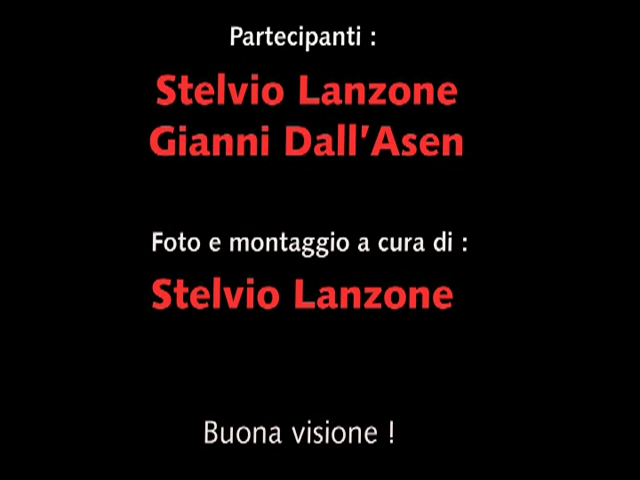 Partecipanti :
Stelvio Lanzone
Gianni Dall'Asen
Foto e montaggio a cura di :
Stelvio Lanzone
Buona visione !